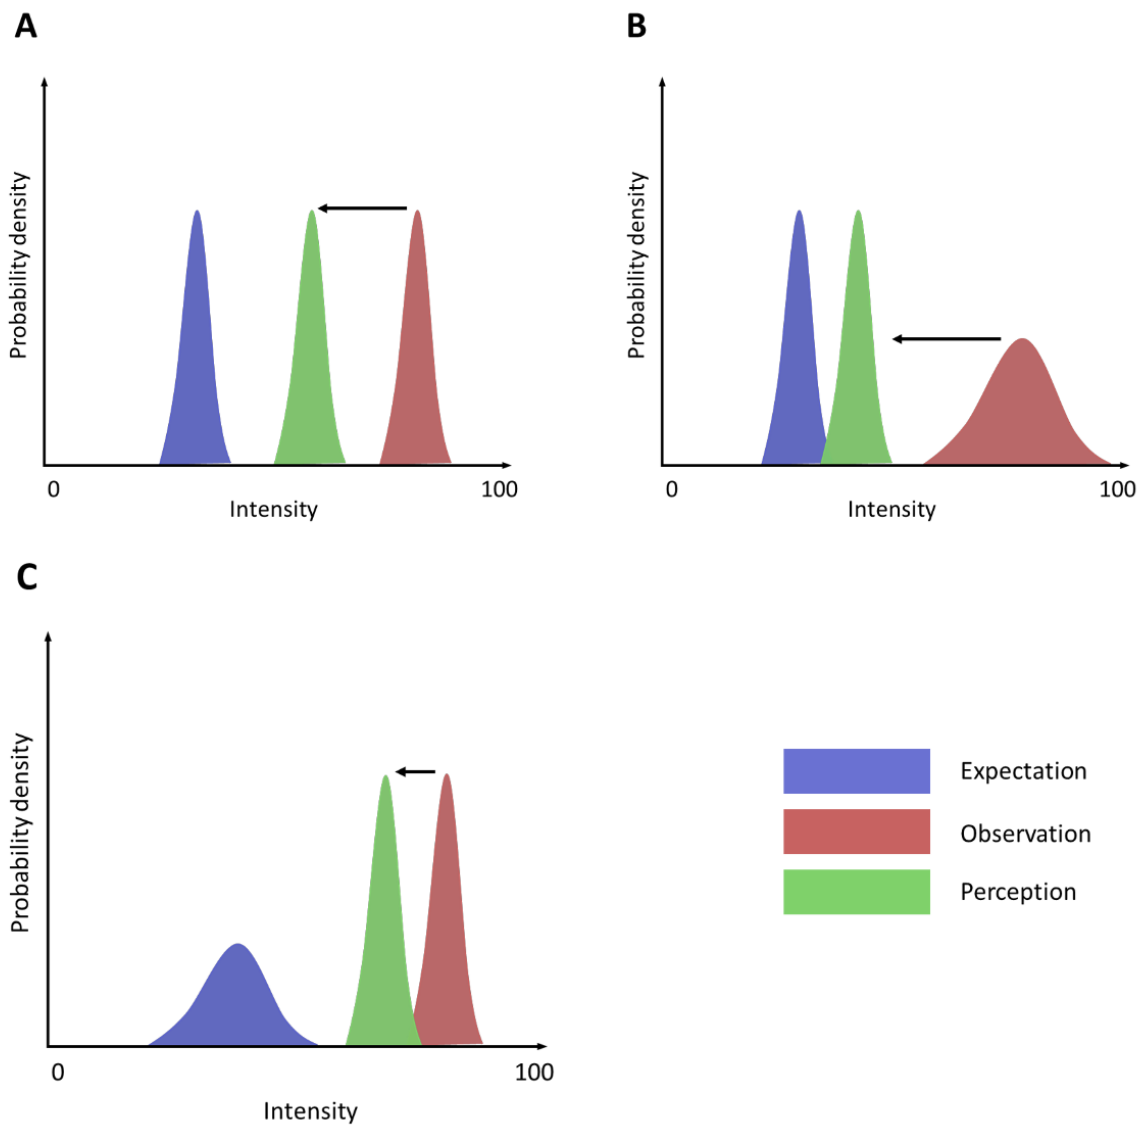 A
Probability density
0
100
Intensity
B
Probability density
0
100
Intensity
C
Probability density
0
100
Intensity
Expectation
Observation
Perception